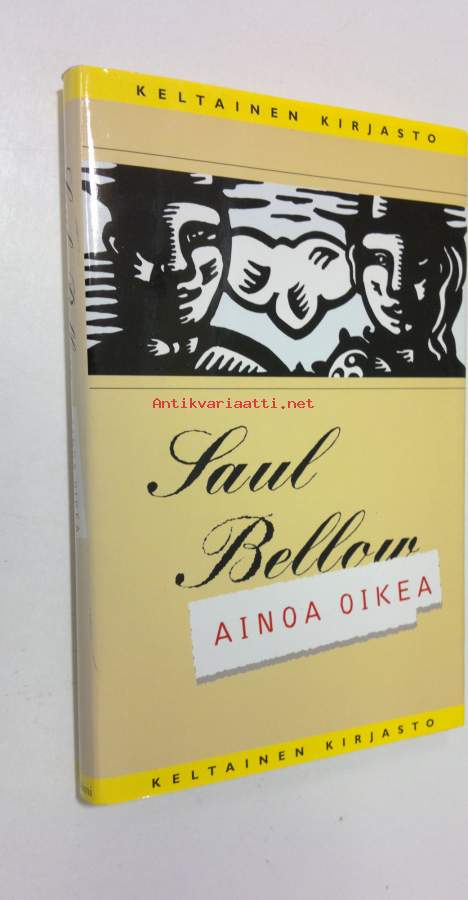 KELTAINEN KIRJASTO
Antikvariaatti.net
Saul
Bellow
AINOA OIKEA
KELTAINEN KIRJASTO